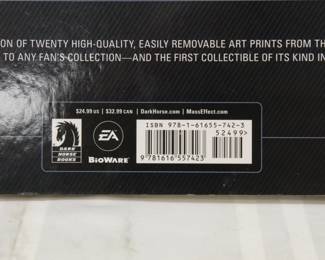 ON OF TWENTY HIGH-QUALITY, EASILY REMOVABLE ART PRINTS FROM TH
TO ANY FAN'S COLLECTION—AND THE FIRST COLLECTIBLE OF ITS KIND IN
$24.99 US | $32.99 CAN | DarkHorse.com | MassEffect.com
DARK
HORSE
BOOKS
EA
BIOWARE
ISBN 978-1-61655-742-3
52499>
9 781616 557423